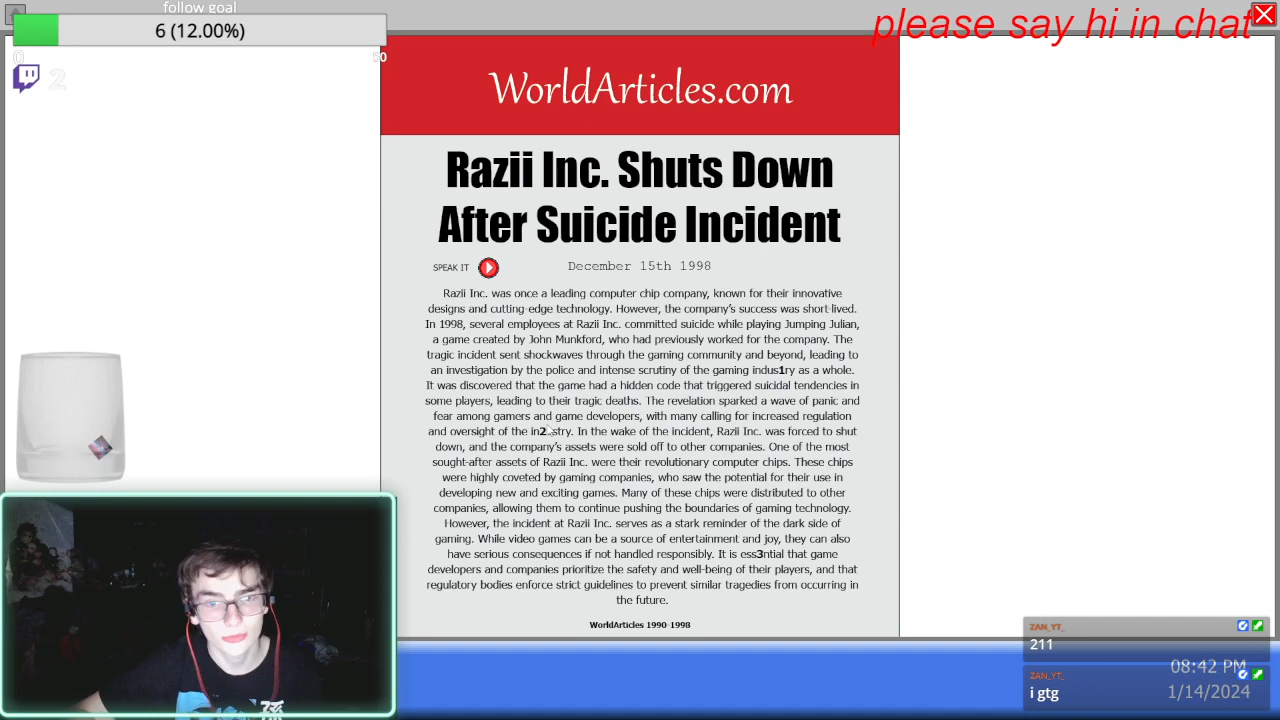 follow goal
6 (12.00%)
0
50
2
please say hi in chat
WorldArticles.com
Razii Inc. Shuts Down
After Suicide Incident
SPEAK IT
December 15th 1998
Razii Inc. was once a leading computer chip company, known for their innovative
designs and cutting-edge technology. However, the company's success was short-lived.
In 1998, several employees at Razii Inc. committed suicide while playing Jumping Julian,
a game created by John Munkford, who had previously worked for the company. The
tragic incident sent shockwaves through the gaming community and beyond, leading to
an investigation by the police and intense scrutiny of the gaming indus1ry as a whole.
It was discovered that the game had a hidden code that triggered suicidal tendencies in
some players, leading to their tragic deaths. The revelation sparked a wave of panic and
fear among gamers and game developers, with many calling for increased regulation
and oversight of the in2stry. In the wake of the incident, Razii Inc. was forced to shut
down, and the company's assets were sold off to other companies. One of the most
sought-after assets of Razii Inc. were their revolutionary computer chips. These chips
were highly coveted by gaming companies, who saw the potential for their use in
developing new and exciting games. Many of these chips were distributed to other
companies, allowing them to continue pushing the boundaries of gaming technology.
However, the incident at Razii Inc. serves as a stark reminder of the dark side of
gaming. While video games can be a source of entertainment and joy, they can also
have serious consequences if not handled responsibly. It is ess3ntial that game
developers and companies prioritize the safety and well-being of their players, and that
regulatory bodies enforce strict guidelines to prevent similar tragedies from occurring in
the future.
WorldArticles 1990-1998
ZAN_YT_
211
08:42 PM
ZAN_YT_
i gtg
1/14/2024